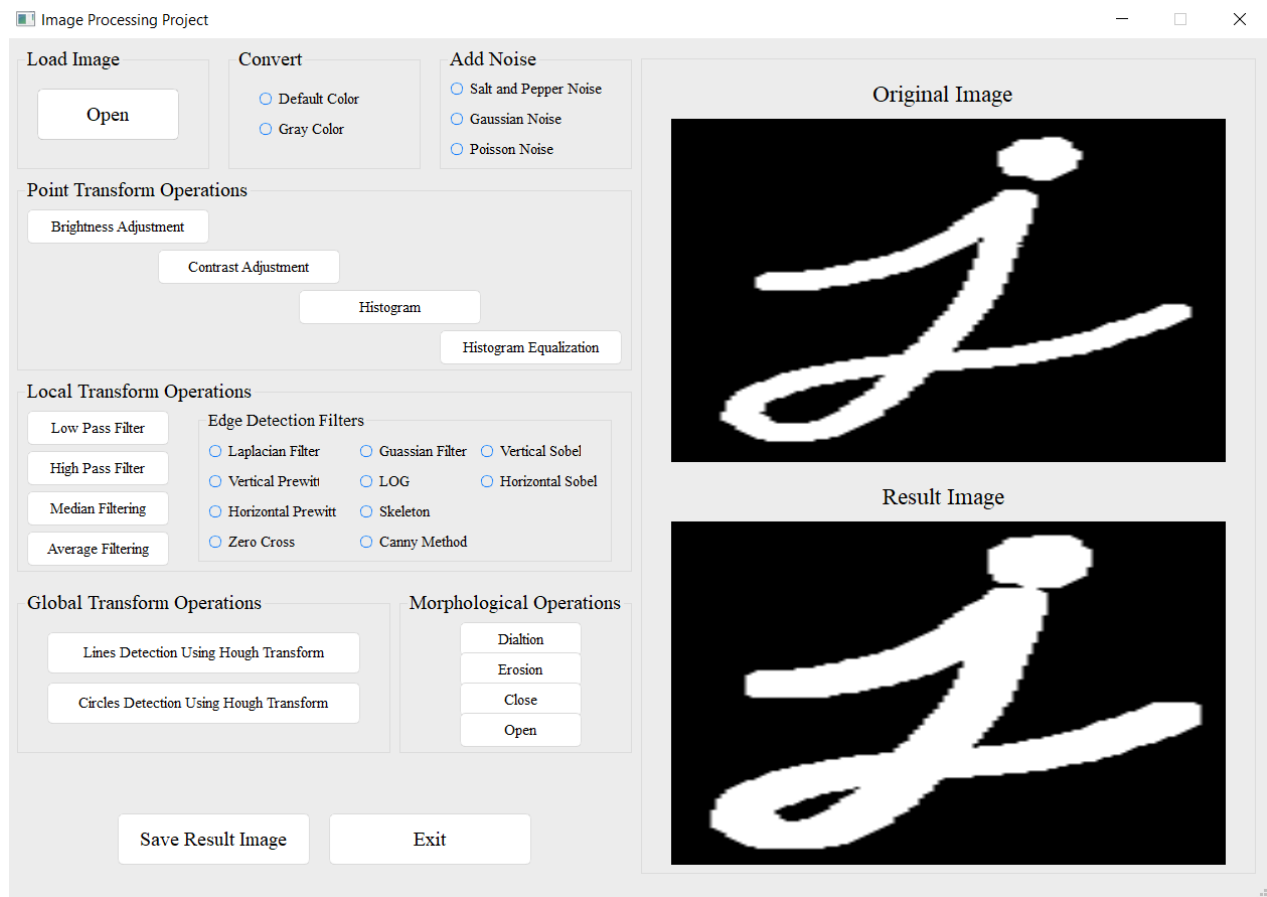 Image Processing Project
Load Image
Open
Convert
Default Color
Gray Color
Add Noise
Salt and Pepper Noise
Gaussian Noise
Poisson Noise
Point Transform Operations
Brightness Adjustment
Contrast Adjustment
Histogram
Histogram Equalization
Local Transform Operations
Low Pass Filter
High Pass Filter
Median Filtering
Average Filtering
Edge Detection Filters
Laplacian Filter
Guassian Filter
Vertical Sobel
Vertical Prewitt
LOG
Horizontal Sobel
Horizontal Prewitt
Skeleton
Zero Cross
Canny Method
Global Transform Operations
Lines Detection Using Hough Transform
Circles Detection Using Hough Transform
Morphological Operations
Dialtion
Erosion
Close
Open
Save Result Image
Exit
Original Image
j
Result Image
j